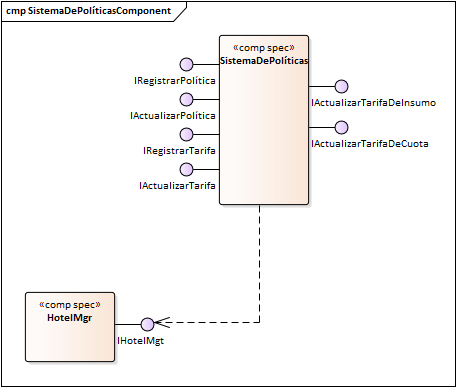 cmp SistemaDePolíticasComponent
«comp spec»
SistemaDePolíticas
IRegistrarPolítica
IActualizarPolítica
IRegistrarTarifa
IActualizarTarifa
IActualizarTarifaDeInsumo
IActualizarTarifaDeCuota
«comp spec»
HotelMgr
IHotelMgt